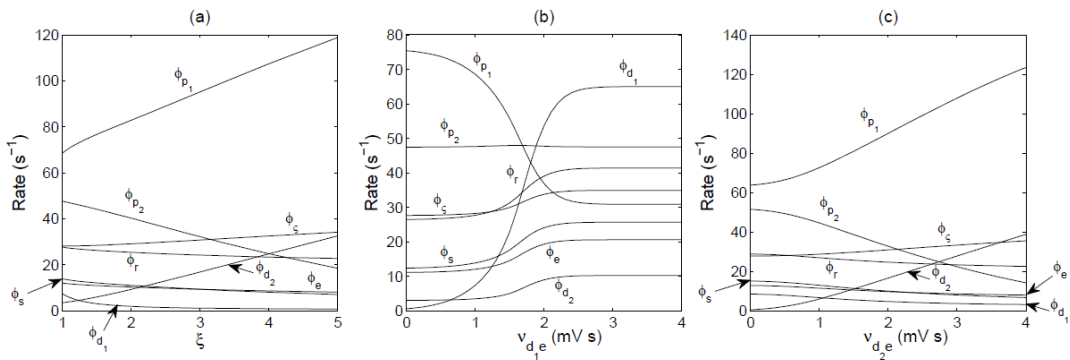 (a)
Rate (s⁻¹)
120
100
80
60
40
20
0
ϕp₁
ϕp₂
ϕς
ϕr
ϕd₂
ϕe
ϕs
ϕd₁
1 2 3 4 5
ξ
(b)
Rate (s⁻¹)
80
70
60
50
40
30
20
10
0
ϕp₁
ϕd₁
ϕp₂
ϕr
ϕς
ϕs
ϕe
ϕd₂
0 1 2 3 4
νd₁e (mV s)
(c)
Rate (s⁻¹)
140
120
100
80
60
40
20
0
ϕp₁
ϕp₂
ϕς
ϕr
ϕd₂
ϕe
ϕs
ϕd₁
0 1 2 3 4
νd₂e (mV s)